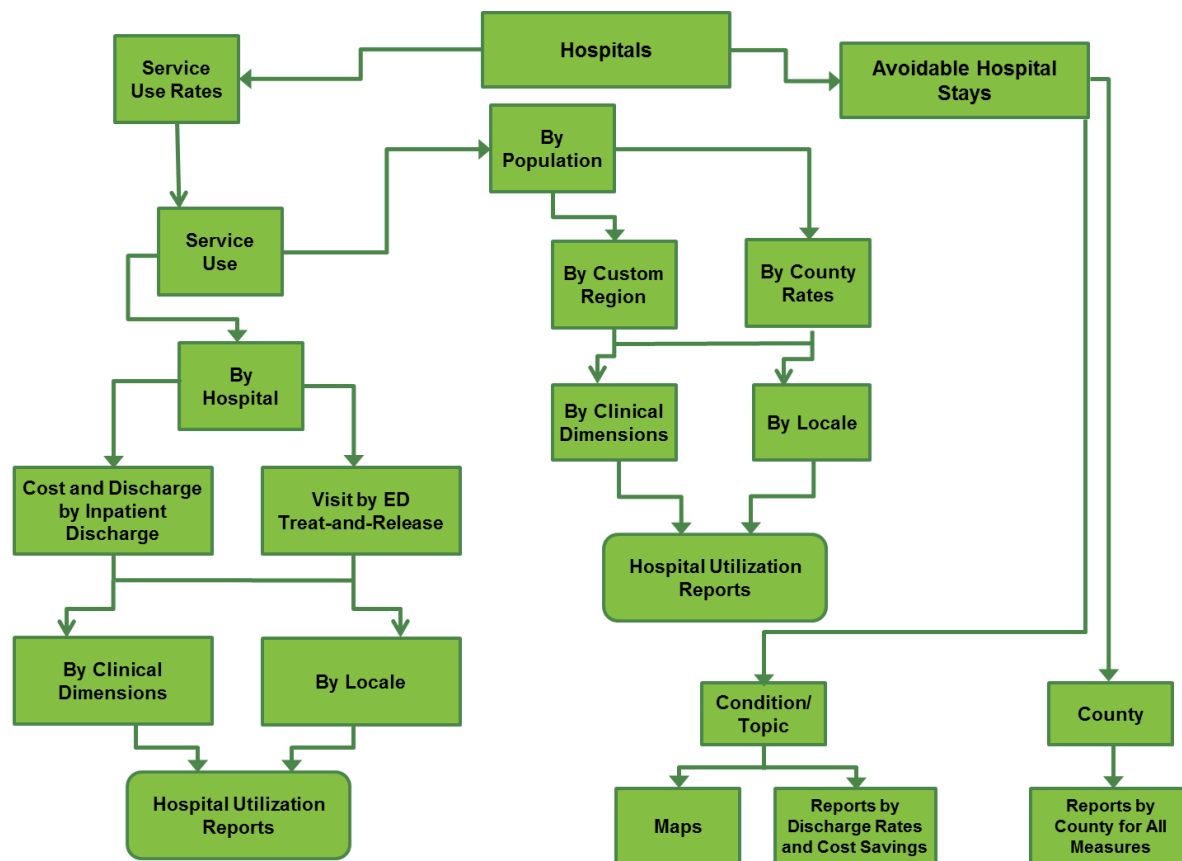 Hospitals
Service
Use Rates
Avoidable Hospital
Stays
By
Population
Service
Use
By Custom
Region
By County
Rates
By
Hospital
By Clinical
Dimensions
By Locale
Cost and Discharge
by Inpatient
Discharge
Visit by ED
Treat-and-Release
Hospital Utilization
Reports
By Clinical
Dimensions
By Locale
Condition/
Topic
County
Hospital Utilization
Reports
Maps
Reports by
Discharge Rates
and Cost Savings
Reports by
County for All
Measures